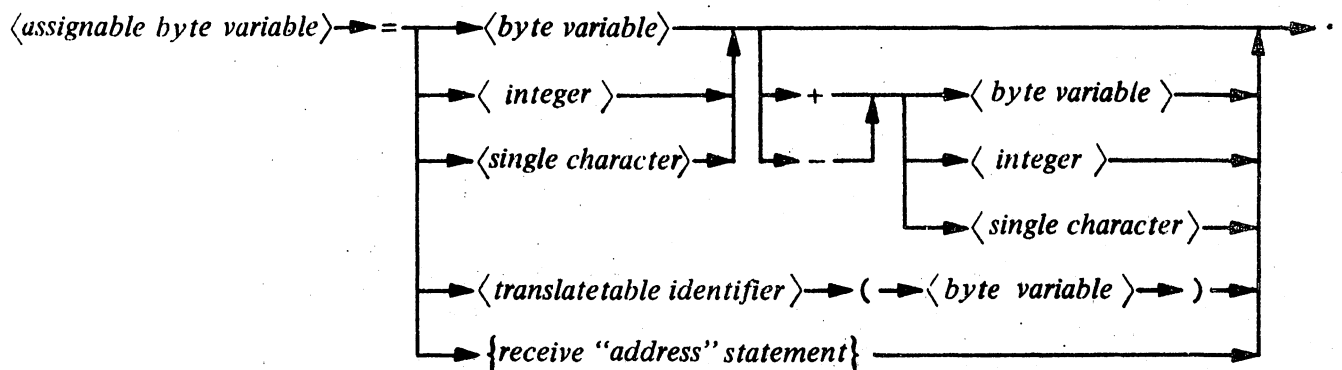 ⟨assignable byte variable⟩ = ⟨byte variable⟩ .
⟨ integer ⟩ + ⟨ byte variable ⟩
⟨single character⟩ - ⟨ integer ⟩
⟨ single character ⟩
⟨translatetable identifier ⟩ ( ⟨byte variable ⟩ )
{receive “address” statement}